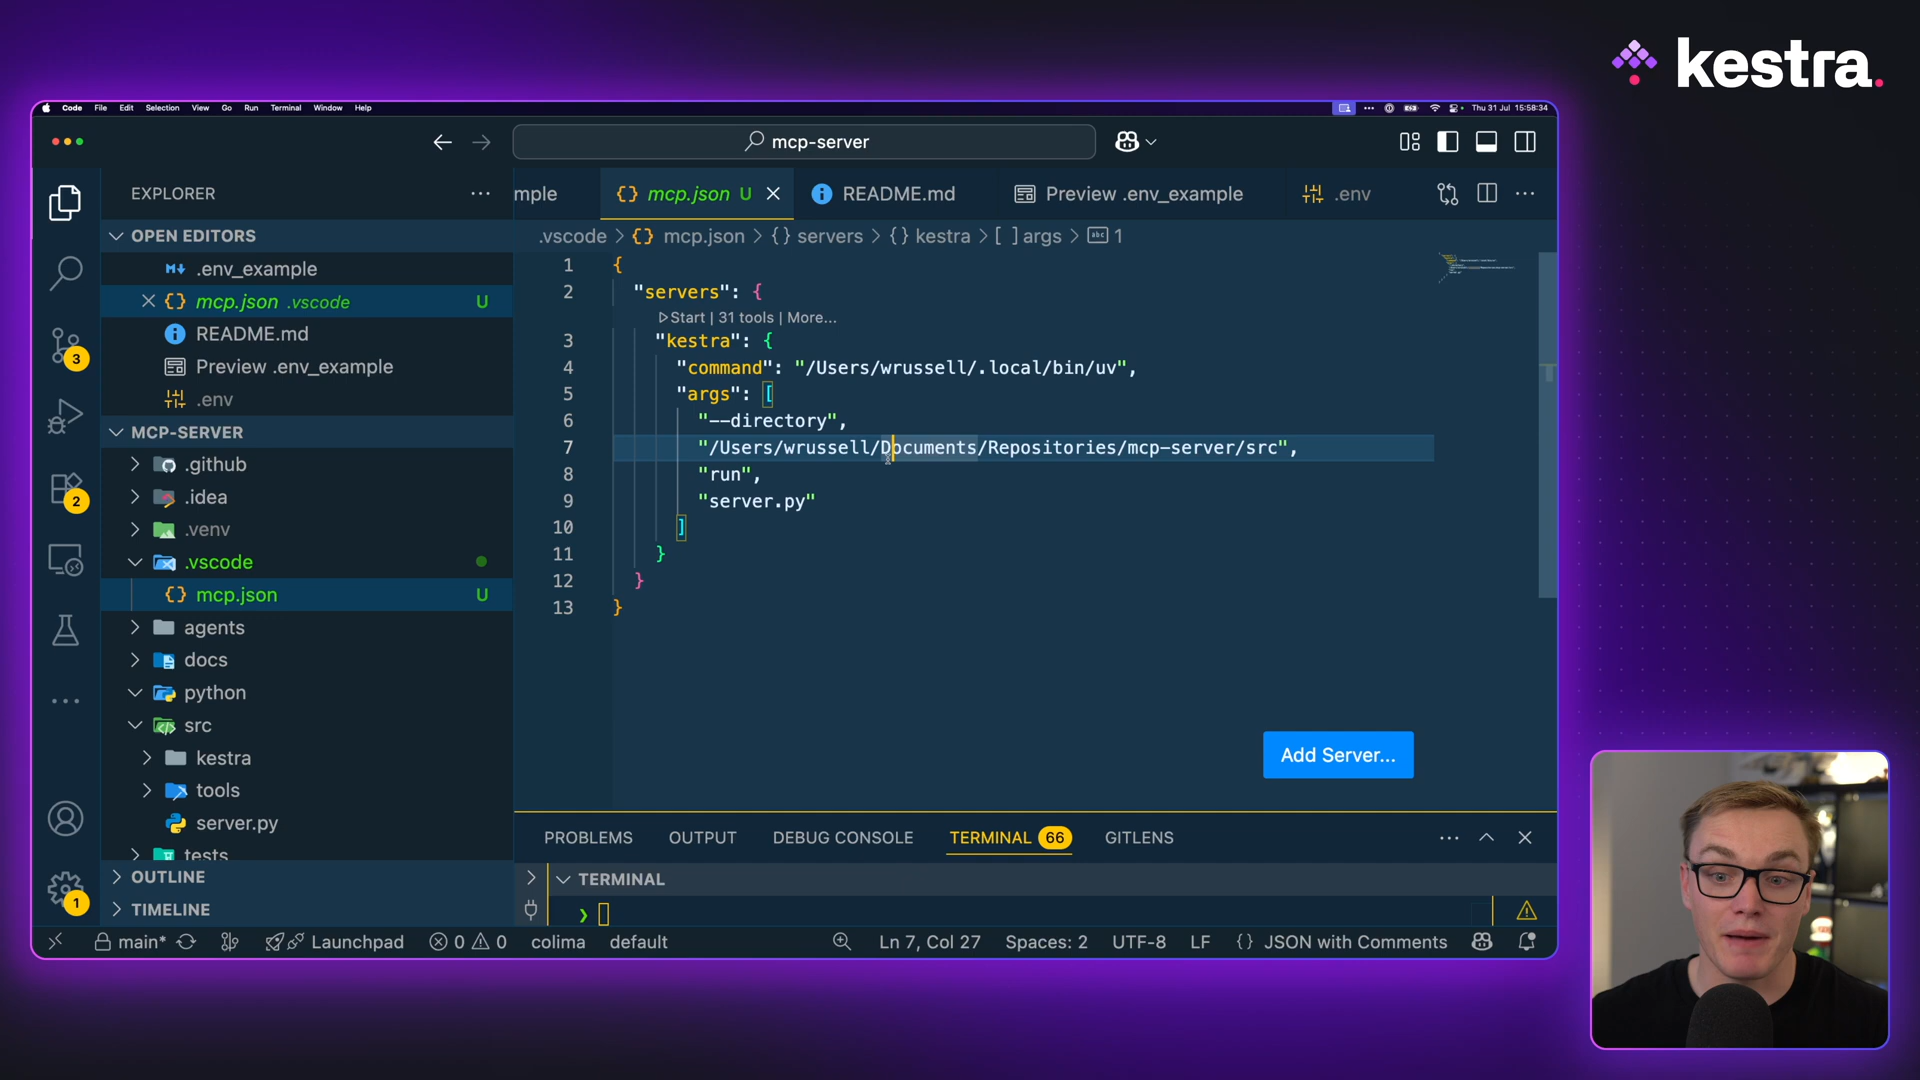 kestra.
Code File Edit Selection View Go Run Terminal Window Help
Thu 31 Jul 15:58:34
mcp-server
EXPLORER
mple
mcp.json U
README.md
Preview .env_example
.env
OPEN EDITORS
.vscode > mcp.json > {} servers > {} kestra > [ ] args > abc 1
.env_example
mcp.json .vscode U
README.md
Preview .env_example
.env
MCP-SERVER
.github
.idea
.venv
.vscode
mcp.json U
agents
docs
python
src
kestra
tools
server.py
tests
OUTLINE
TIMELINE
3
2
1
1 {
2 "servers": {
Start | 31 tools | More...
3 "kestra": {
4 "command": "/Users/wrussell/.local/bin/uv",
5 "args": [
6 "--directory",
7 "/Users/wrussell/Documents/Repositories/mcp-server/src",
8 "run",
9 "server.py"
10 ]
11 }
12 }
13 }
Add Server...
PROBLEMS OUTPUT DEBUG CONSOLE TERMINAL 66 GITLENS
TERMINAL
main* Launchpad 0 0 colima default Ln 7, Col 27 Spaces: 2 UTF-8 LF {} JSON with Comments